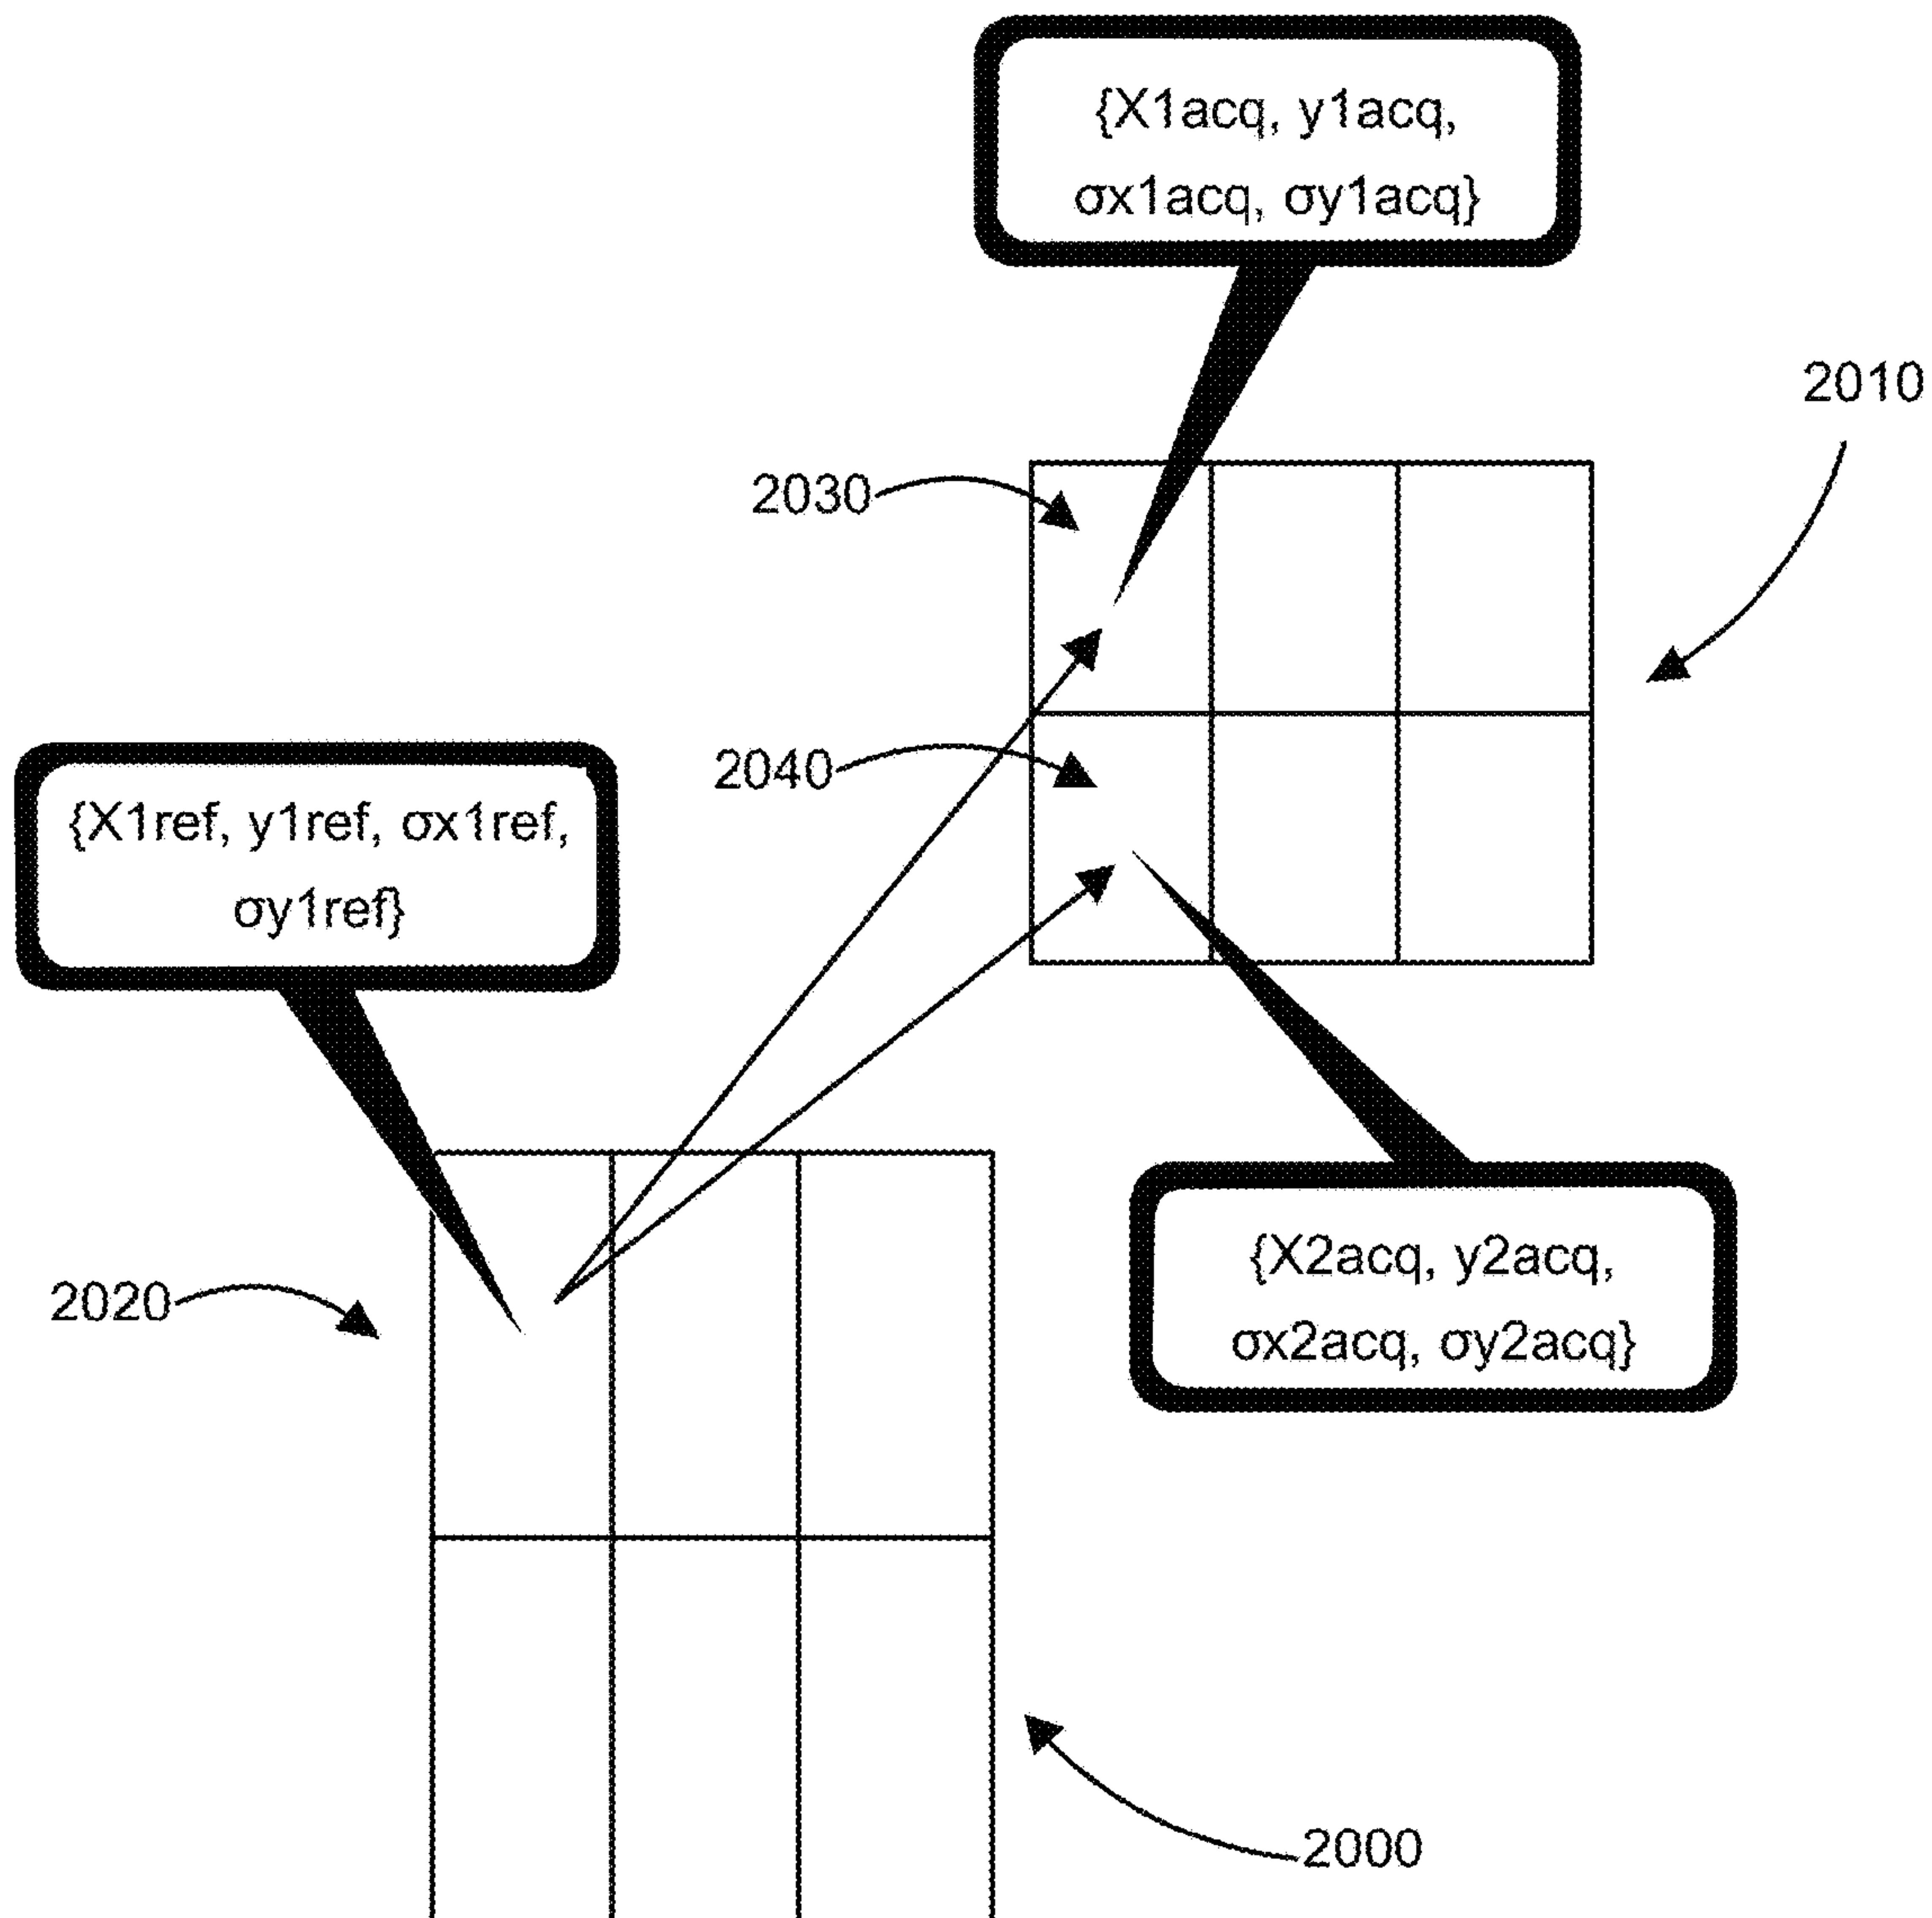 {X1acq, y1acq,
σx1acq, σy1acq}
2010
2030
2040
{X1ref, y1ref, σx1ref,
σy1ref}
2020
{X2acq, y2acq,
σx2acq, σy2acq}
2000